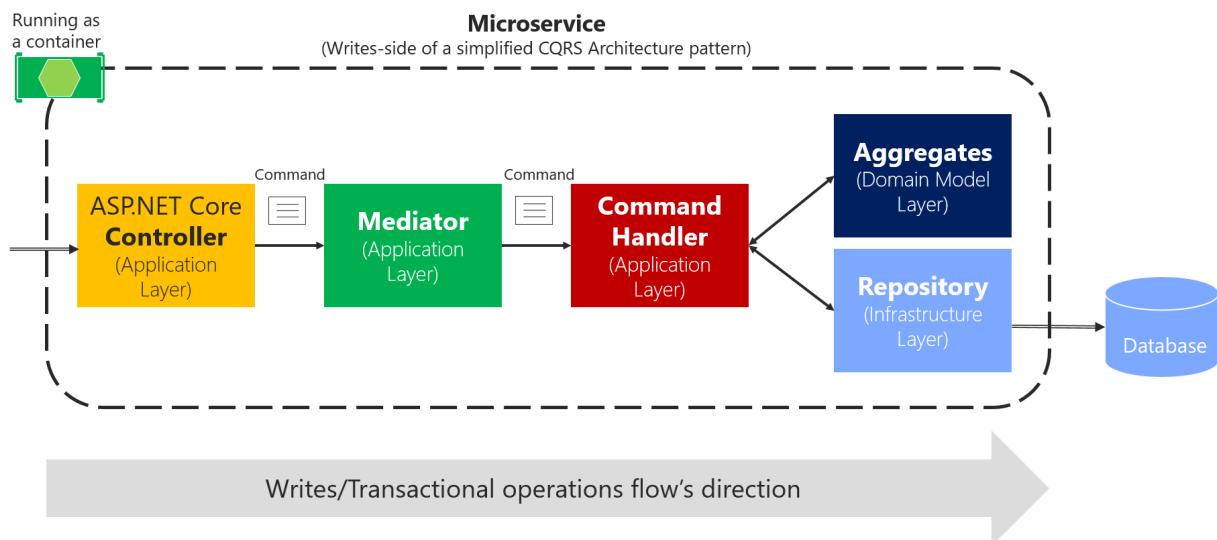 Running as
a container
Microservice
(Writes-side of a simplified CQRS Architecture pattern)
Command
ASP.NET Core
Controller
(Application
Layer)
Mediator
(Application
Layer)
Command
Command
Handler
(Application
Layer)
Aggregates
(Domain Model
Layer)
Repository
(Infrastructure
Layer)
Database
Writes/Transactional operations flow's direction